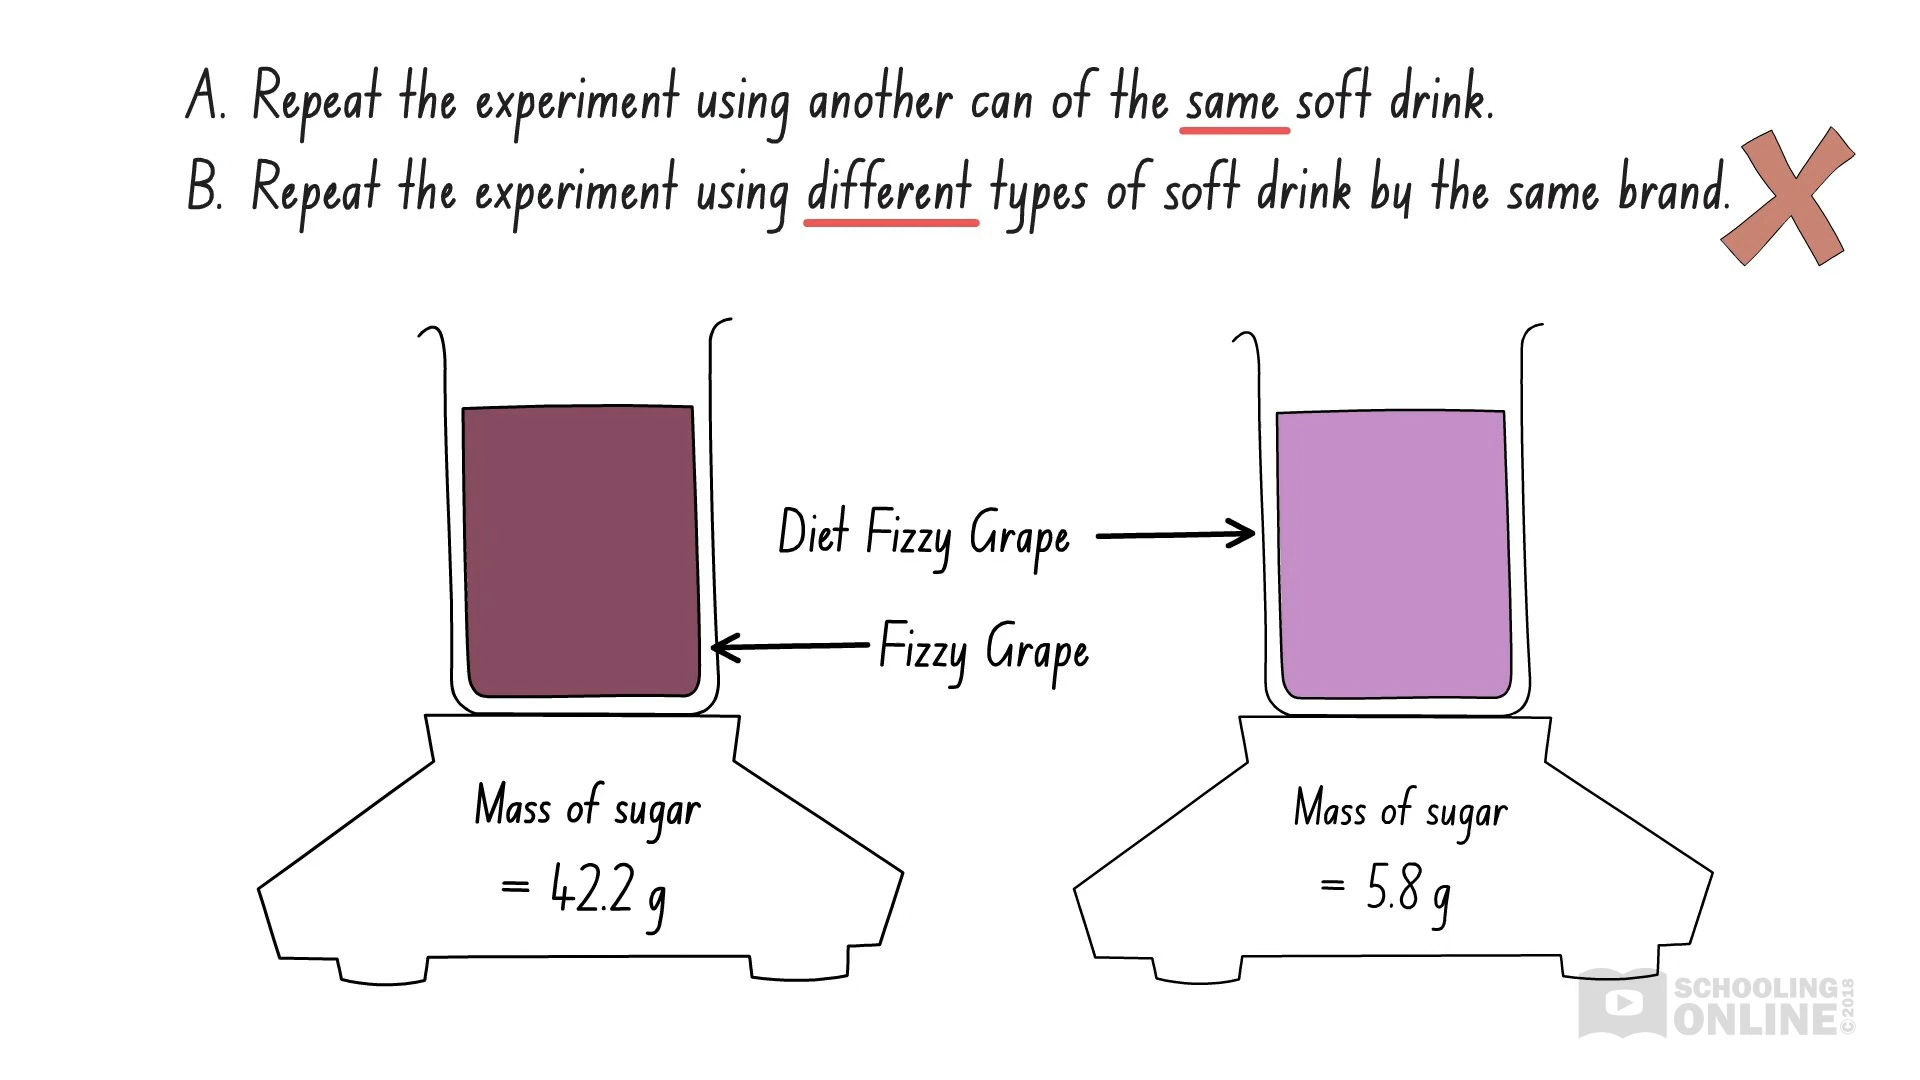 A. Repeat the experiment using another can of the same soft drink.
B. Repeat the experiment using different types of soft drink by the same brand.
Diet Fizzy Grape
Fizzy Grape
Mass of sugar
= 42.2 g
Mass of sugar
= 5.8 g
SCHOOLING
ONLINE
©2018